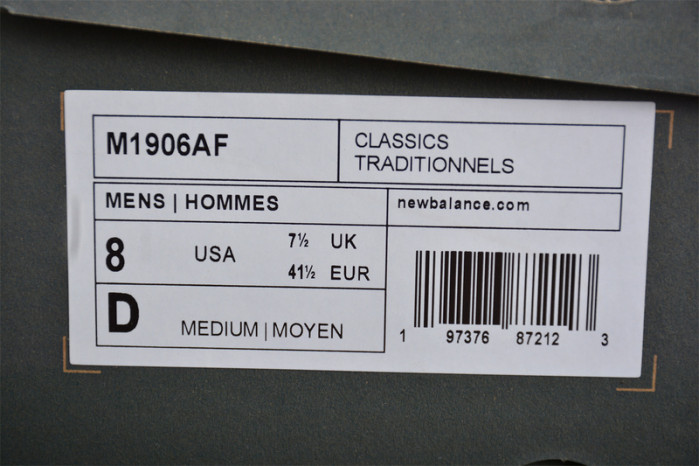 M1906AF
CLASSICS
TRADITIONNELS
MENS | HOMMES
newbalance.com
8 USA 7½ UK
41½ EUR
D MEDIUM | MOYEN
1 97376 87212 3